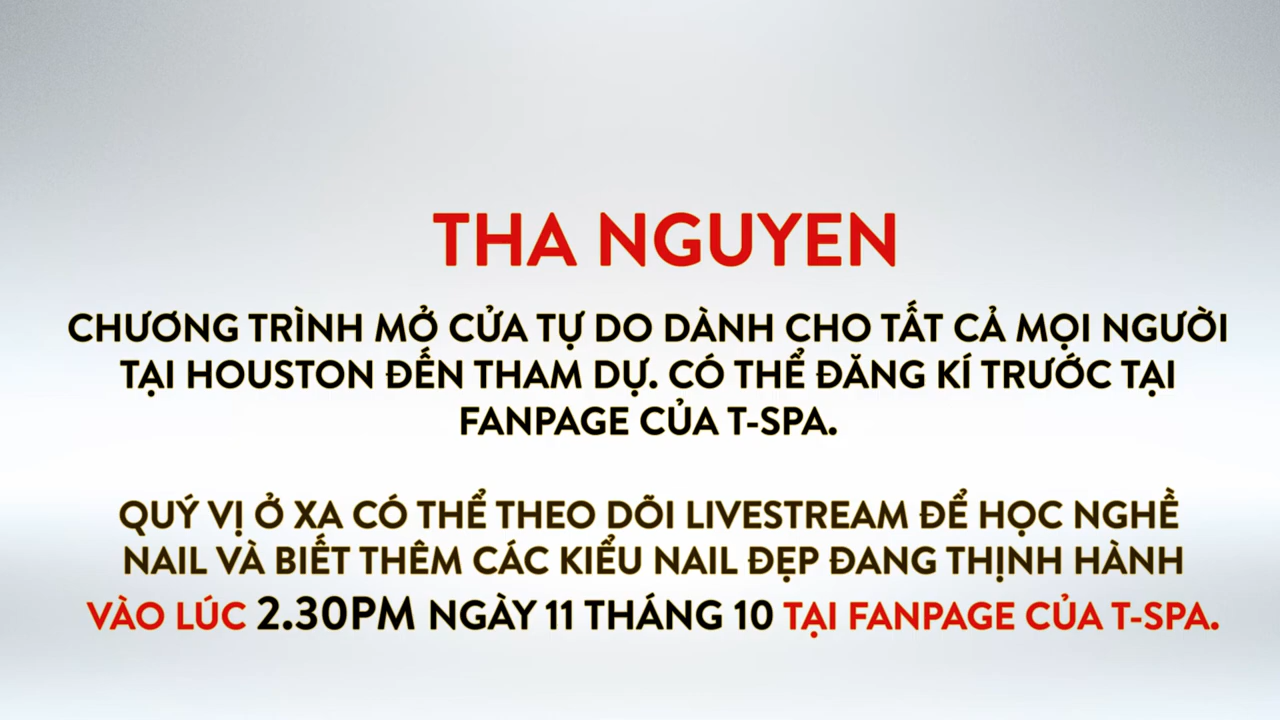 THA NGUYEN
CHƯƠNG TRÌNH MỞ CỬA TỰ DO DÀNH CHO TẤT CẢ MỌI NGƯỜI
TẠI HOUSTON ĐẾN THAM DỰ. CÓ THỂ ĐĂNG KÍ TRƯỚC TẠI
FANPAGE CỦA T-SPA.
QUÝ VỊ Ở XA CÓ THỂ THEO DÕI LIVESTREAM ĐỂ HỌC NGHỀ
NAIL VÀ BIẾT THÊM CÁC KIỂU NAIL ĐẸP ĐANG THỊNH HÀNH
VÀO LÚC 2.30PM NGÀY 11 THÁNG 10 TẠI FANPAGE CỦA T-SPA.